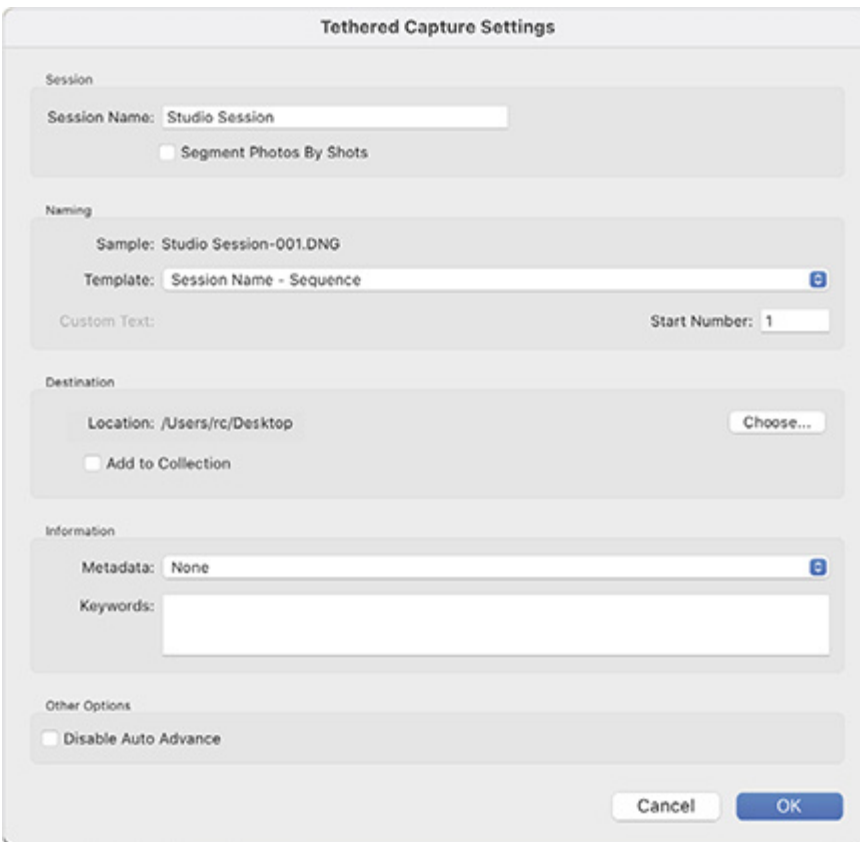 Tethered Capture Settings
Session
Session Name: Studio Session
Segment Photos By Shots
Naming
Sample: Studio Session-001.DNG
Template: Session Name - Sequence
Custom Text: Start Number: 1
Destination
Location: /Users/rc/Desktop Choose...
Add to Collection
Information
Metadata: None
Keywords:
Other Options
Disable Auto Advance
Cancel OK